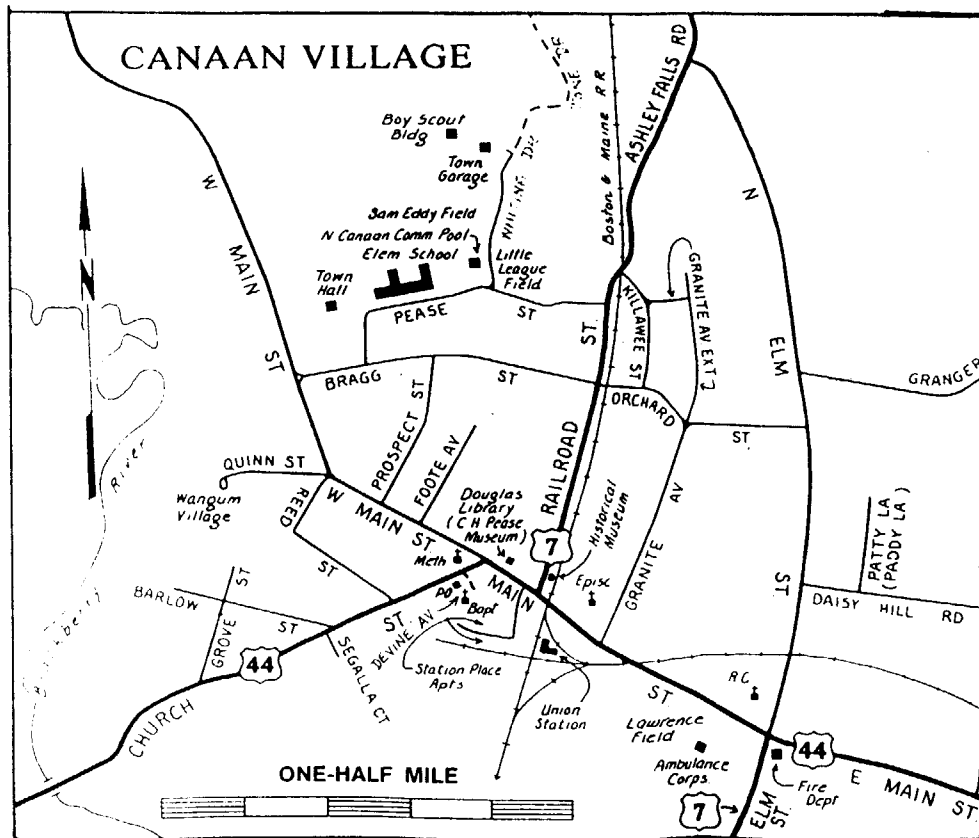 CANAAN VILLAGE
ASHLEY FALLS RD
Boston & Maine R R
Boy Scout
Bldg
Town
Garage
WHITING DR
Sam Eddy Field
N Canaan Comm Pool
Elem School
Little
League
Field
Town
Hall
W MAIN ST
N
PEASE ST
KILLAWEE ST
GRANITE AV EXT
N ELM ST
GRANGER
BRAGG ST
ORCHARD ST
PROSPECT ST
FOOTE AV
RAILROAD ST
QUINN ST
Wangum
Village
REED ST
W MAIN ST
Douglas
Library
(C H Pease
Museum)
7
Historical
Museum
GRANITE AV
PATTY LA
(PADDY LA)
DAISY HILL RD
River
Meth
PO
Bapt
Episc
MAIN ST
BARLOW ST
GROVE ST
SEGALLA CT
DEVINE AV
44
CHURCH ST
Station Place
Apts
Union
Station
RC
Lawrence
Field
Ambulance
Corps.
44
E MAIN ST
Fire
Dept
7
ELM ST.
ONE-HALF MILE